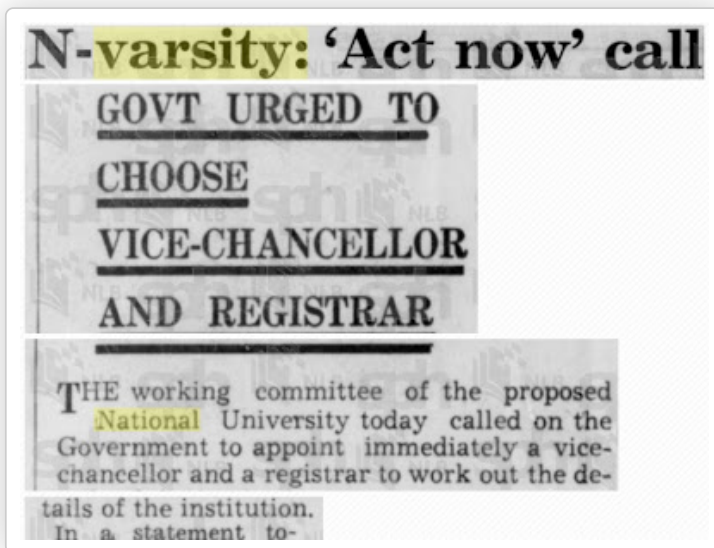 N-varsity: 'Act now' call
GOVT URGED TO
CHOOSE
VICE-CHANCELLOR
AND REGISTRAR
THE working committee of the proposed
National University today called on the
Government to appoint immediately a vice-
chancellor and a registrar to work out the de-
tails of the institution.
In a statement to-